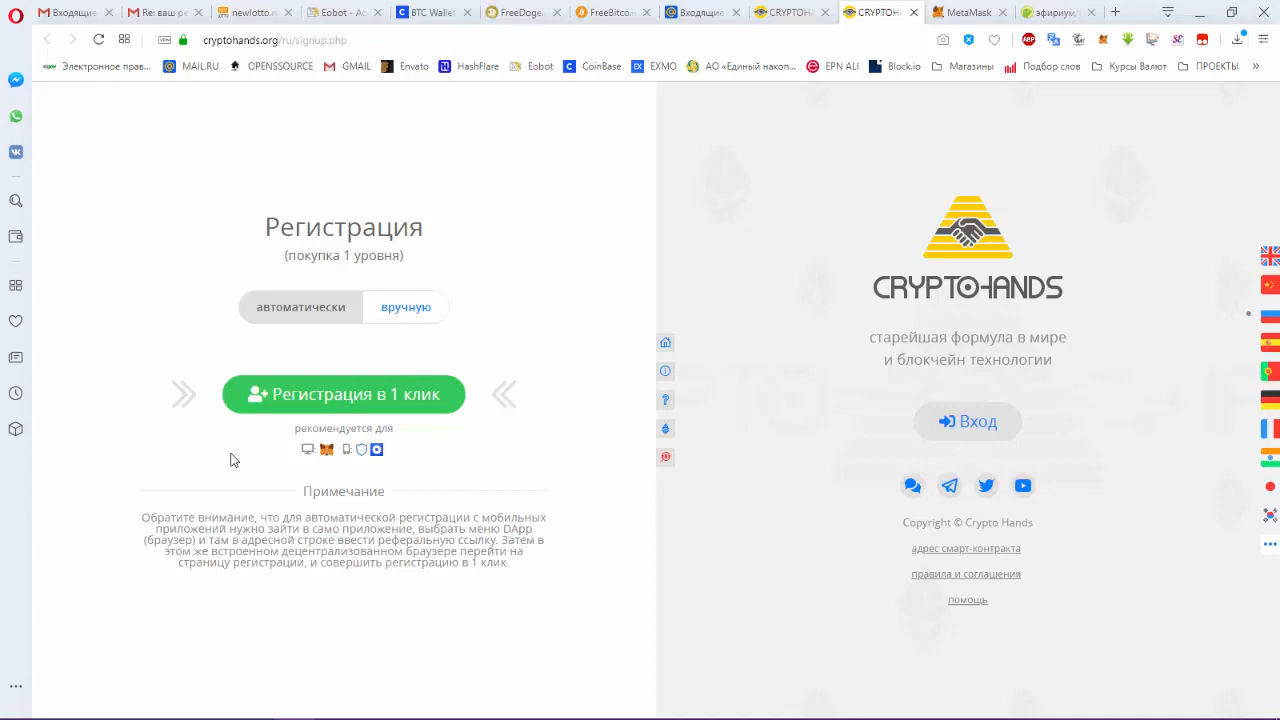 Входящие
Re: ваш ре
newlotto.r
Eobot - A
BTC Wallet
FreeDoge.
FreeBitco
Входящие
CRYPTOH
CRYPTOH
MetaMask
эфириум/
VPN
cryptohands.org/ru/signup.php
Электронное прав...
MAIL.RU
OPENSSOURCE
GMAIL
Envato
HashFlare
Eobot
CoinBase
EXMO
АО «Единый накоп...
EPN ALI
Block.io
Магазины
Подбор слов
Курсы Валют
ПРОЕКТЫ
»
Регистрация
(покупка 1 уровня)
автоматически
вручную
Регистрация в 1 клик
рекомендуется для
Примечание
Обратите внимание, что для автоматической регистрации с мобильных
приложений нужно зайти в само приложение, выбрать меню DApp
(браузер) и там в адресной строке ввести реферальную ссылку. Затем в
этом же встроенном децентрализованном браузере перейти на
страницу регистрации, и совершить регистрацию в 1 клик.
CRYPTOHANDS
старейшая формула в мире
и блокчейн технологии
Вход
Copyright © Crypto Hands
адрес смарт-контракта
правила и соглашения
помощь